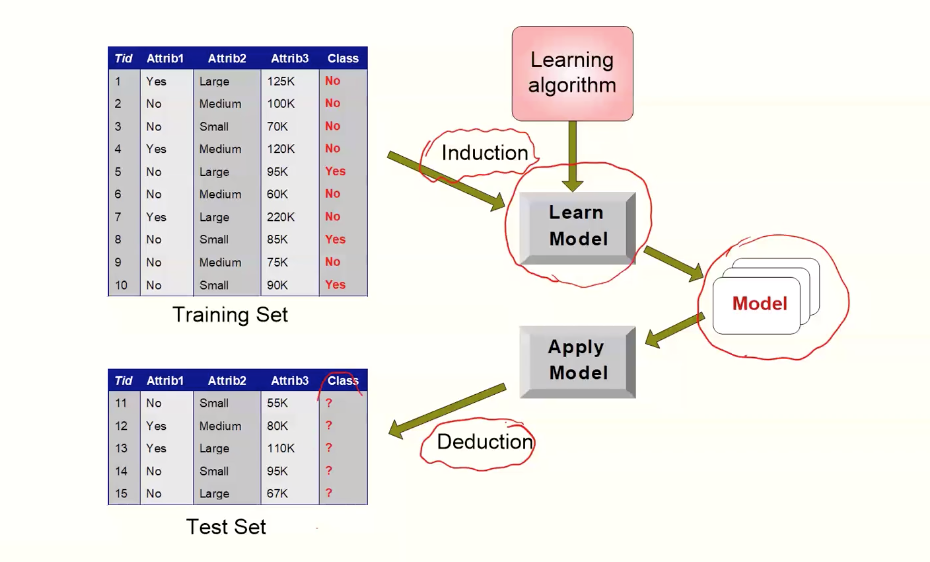 Learning
algorithm
Tid Attrib1 Attrib2 Attrib3 Class
1 Yes Large 125K No
2 No Medium 100K No
3 No Small 70K No
4 Yes Medium 120K No
5 No Large 95K Yes
6 No Medium 60K No
7 Yes Large 220K No
8 No Small 85K Yes
9 No Medium 75K No
10 No Small 90K Yes
Training Set
Induction
Learn
Model
Model
Apply
Model
Deduction
Tid Attrib1 Attrib2 Attrib3 Class
11 No Small 55K ?
12 Yes Medium 80K ?
13 Yes Large 110K ?
14 No Small 95K ?
15 No Large 67K ?
Test Set